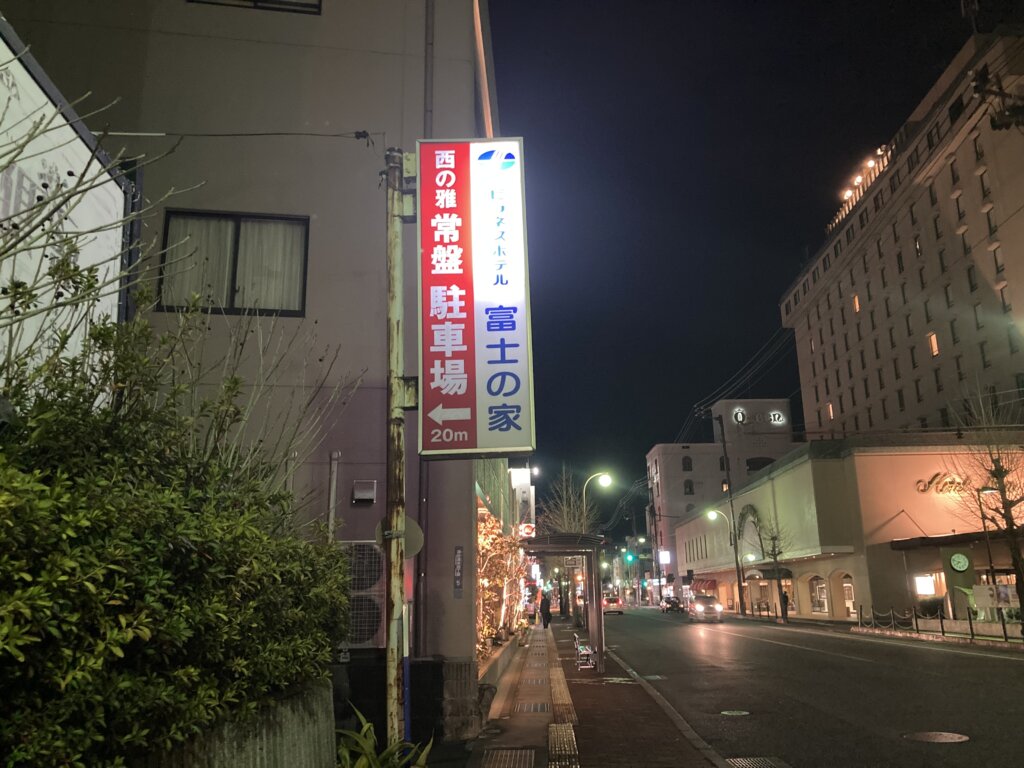 西の雅
常盤
駐車場
20m
ビジネスホテル
富士の家
Hotel